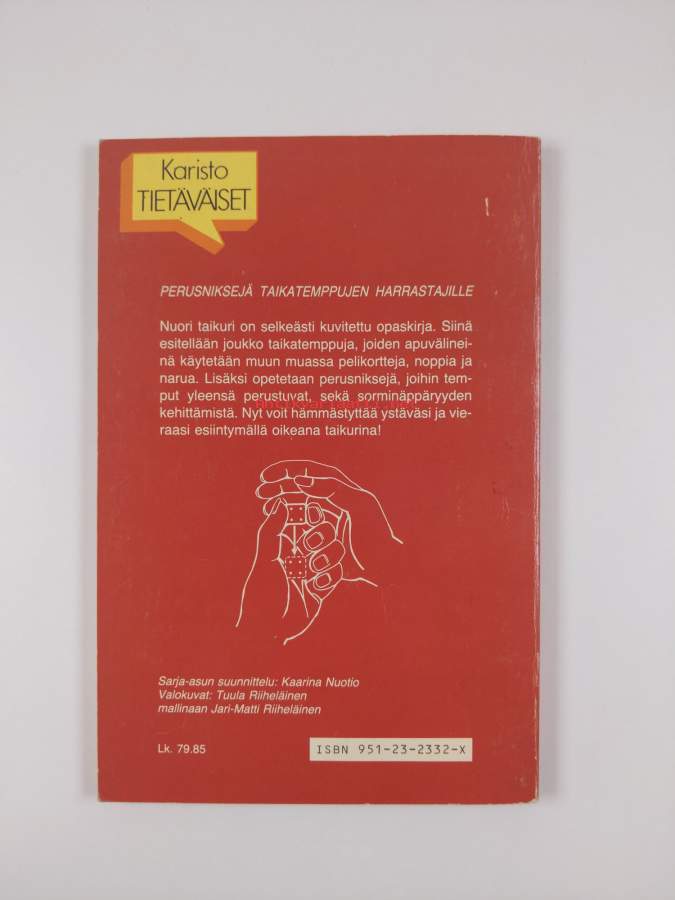 Karisto
TIETÄVÄISET
PERUSNIKSEJÄ TAIKATEMPPUJEN HARRASTAJILLE
Nuori taikuri on selkeästi kuvitettu opaskirja. Siinä
esitellään joukko taikatemppuja, joiden apuvälinei-
nä käytetään muun muassa pelikortteja, noppia ja
narua. Lisäksi opetetaan perusniksejä, joihin tem-
put yleensä perustuvat, sekä sorminäppäryyden
kehittämistä. Nyt voit hämmästyttää ystäväsi ja vie-
raasi esiintymällä oikeana taikurina!
Sarja-asun suunnittelu: Kaarina Nuotio
Valokuvat: Tuula Riiheläinen
mallinaan Jari-Matti Riiheläinen
Lk. 79.85
ISBN 951-23-2332-X